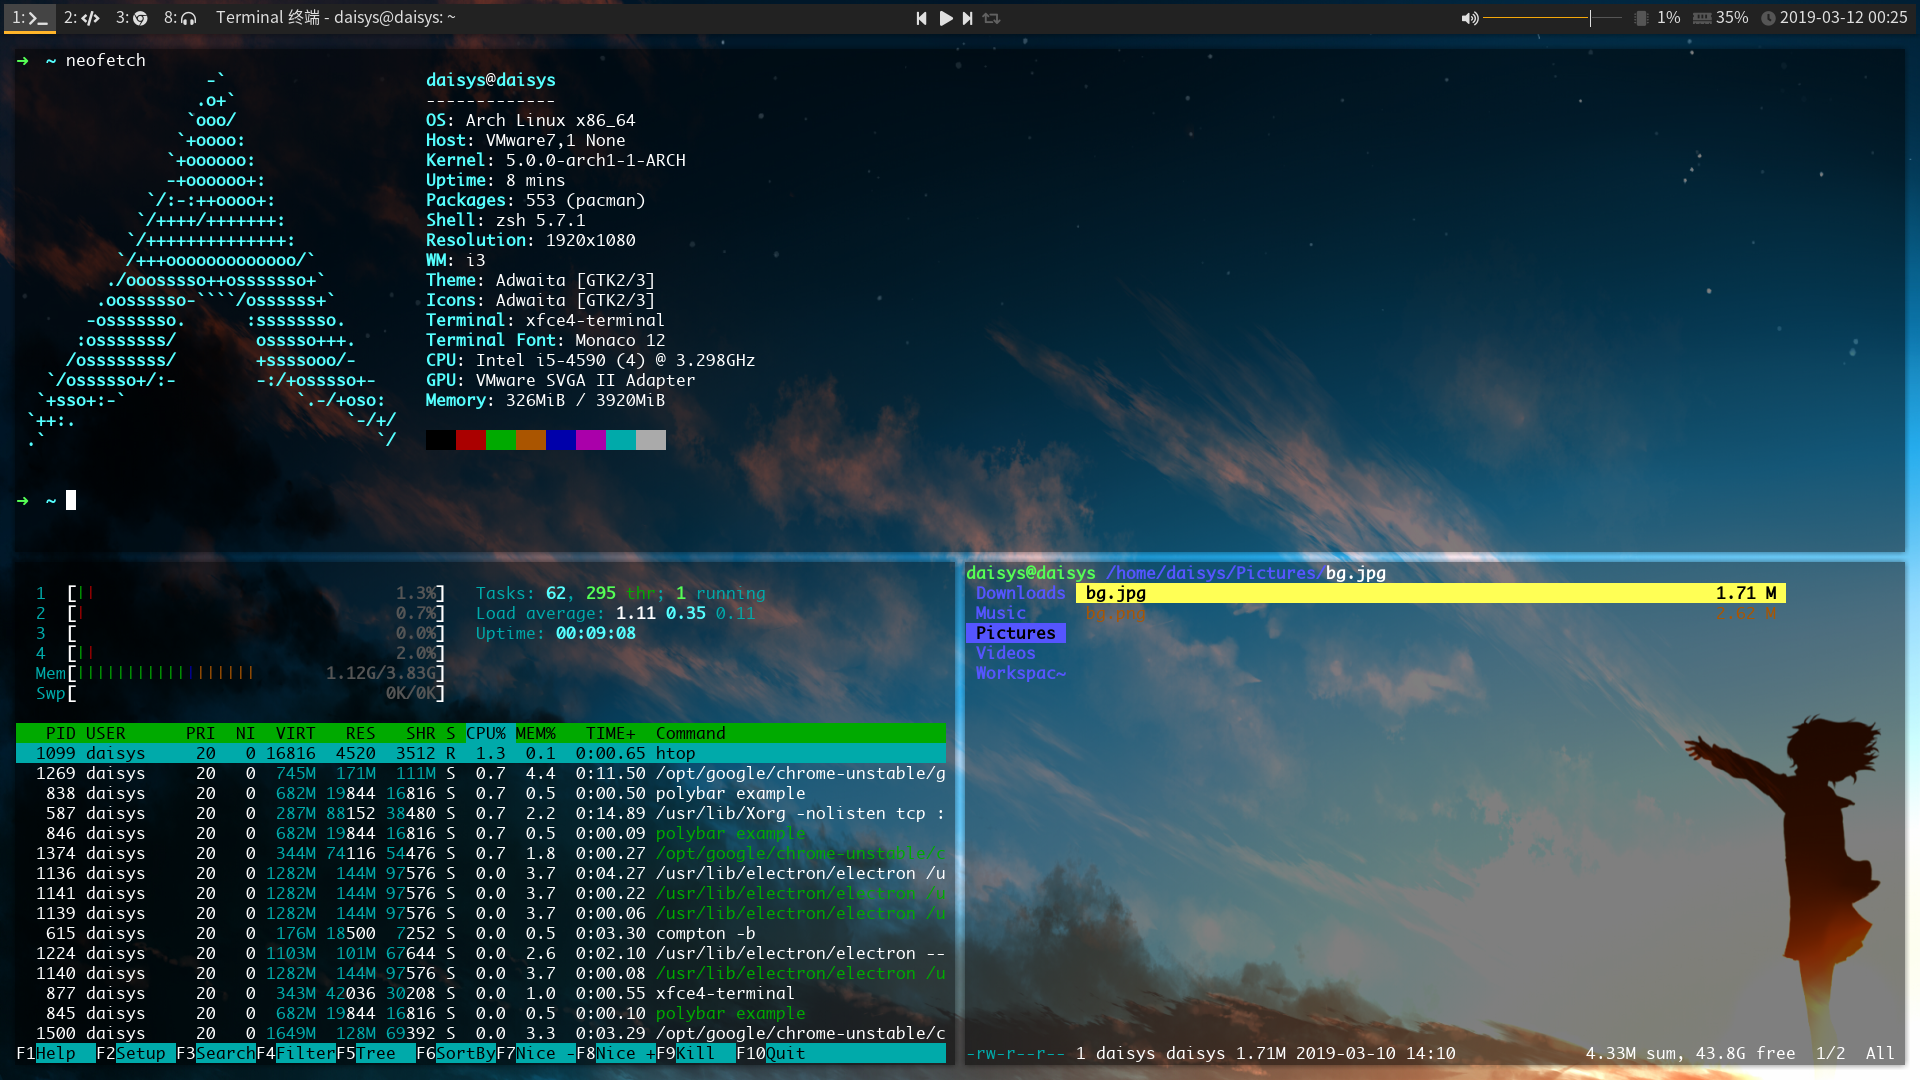 1: 2: 3: 8: Terminal 终端 - daisys@daisys: ~ 1% 35% 2019-03-12 00:25
➜  ~ neofetch
-`
.o+`
`ooo/
`+oooo:
`+oooooo:
-+oooooo+:
`/:-:++oooo+:
`/++++/+++++++:
`/++++++++++++++:
`/+++ooooooooooooo/`
./ooosssso++osssssso+`
.oossssso-````/ossssss+`
-osssssso.      :ssssssso.
:osssssss/        osssso+++.
/ossssssss/        +ssssooo/-
`/ossssso+/:-        -:/+osssso+-
`+sso+:-`                 `.-/+oso:
`++:.                           `-/+/
.`                                 `/
daisys@daisys
-------------
OS: Arch Linux x86_64
Host: VMware7,1 None
Kernel: 5.0.0-arch1-1-ARCH
Uptime: 8 mins
Packages: 553 (pacman)
Shell: zsh 5.7.1
Resolution: 1920x1080
WM: i3
Theme: Adwaita [GTK2/3]
Icons: Adwaita [GTK2/3]
Terminal: xfce4-terminal
Terminal Font: Monaco 12
CPU: Intel i5-4590 (4) @ 3.298GHz
GPU: VMware SVGA II Adapter
Memory: 326MiB / 3920MiB
➜  ~
1  [|| 1.3%]
2  [| 0.7%]
3  [ 0.0%]
4  [|| 2.0%]
Mem[|||||||||||||||||| 1.12G/3.83G]
Swp[ 0K/0K]
Tasks: 62, 295 thr; 1 running
Load average: 1.11 0.35 0.11
Uptime: 00:09:08
PID USER PRI NI VIRT RES SHR S CPU% MEM% TIME+ Command
1099 daisys 20 0 16816 4520 3512 R 1.3 0.1 0:00.65 htop
1269 daisys 20 0 745M 171M 111M S 0.7 4.4 0:11.50 /opt/google/chrome-unstable/g
838 daisys 20 0 682M 19844 16816 S 0.7 0.5 0:00.50 polybar example
587 daisys 20 0 287M 88152 38480 S 0.7 2.2 0:14.89 /usr/lib/Xorg -nolisten tcp :
846 daisys 20 0 682M 19844 16816 S 0.7 0.5 0:00.09 polybar example
1374 daisys 20 0 344M 74116 54476 S 0.7 1.8 0:00.27 /opt/google/chrome-unstable/c
1136 daisys 20 0 1282M 144M 97576 S 0.0 3.7 0:04.27 /usr/lib/electron/electron /u
1141 daisys 20 0 1282M 144M 97576 S 0.0 3.7 0:00.22 /usr/lib/electron/electron /u
1139 daisys 20 0 1282M 144M 97576 S 0.0 3.7 0:00.06 /usr/lib/electron/electron /u
615 daisys 20 0 176M 18500 7252 S 0.0 0.5 0:03.30 compton -b
1224 daisys 20 0 1103M 101M 67644 S 0.0 2.6 0:02.10 /usr/lib/electron/electron --
1140 daisys 20 0 1282M 144M 97576 S 0.0 3.7 0:00.08 /usr/lib/electron/electron /u
877 daisys 20 0 343M 42036 30208 S 0.0 1.0 0:00.55 xfce4-terminal
845 daisys 20 0 682M 19844 16816 S 0.0 0.5 0:00.10 polybar example
1500 daisys 20 0 1649M 128M 69392 S 0.0 3.3 0:03.29 /opt/google/chrome-unstable/c
F1Help F2Setup F3SearchF4FilterF5Tree F6SortByF7Nice -F8Nice +F9Kill F10Quit
daisys@daisys /home/daisys/Pictures/bg.jpg
Downloads bg.jpg 1.71 M
Music bg.png 2.62 M
Pictures
Videos
Workspac~
-rw-r--r-- 1 daisys daisys 1.71M 2019-03-10 14:10 4.33M sum, 43.8G free 1/2 All